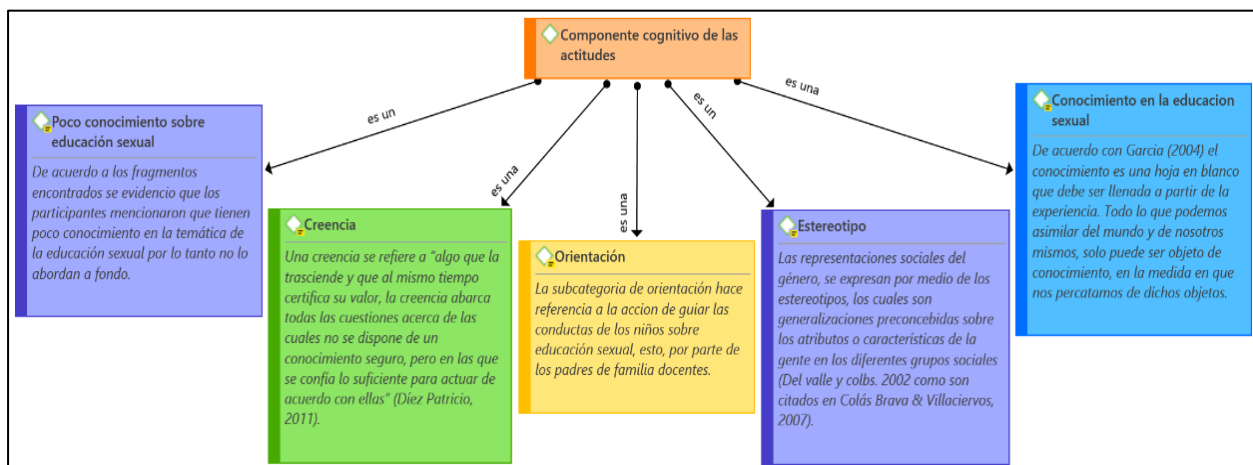 Componente cognitivo de las
actitudes
es un
es una
es una
es un
es una
Poco conocimiento sobre
educación sexual
De acuerdo a los fragmentos
encontrados se evidencio que los
participantes mencionaron que tienen
poco conocimiento en la temática de
la educación sexual por lo tanto no lo
abordan a fondo.
Creencia
Una creencia se refiere a "algo que la
trasciende y que al mismo tiempo
certifica su valor, la creencia abarca
todas las cuestiones acerca de las
cuales no se dispone de un
conocimiento seguro, pero en las que
se confía lo suficiente para actuar de
acuerdo con ellas" (Díez Patricio,
2011).
Orientación
La subcategoria de orientación hace
referencia a la accion de guiar las
conductas de los niños sobre
educación sexual, esto, por parte de
los padres de familia docentes.
Estereotipo
Las representaciones sociales del
género, se expresan por medio de los
estereotipos, los cuales son
generalizaciones preconcebidas sobre
los atributos o características de la
gente en los diferentes grupos sociales
(Del valle y colbs. 2002 como son
citados en Colás Brava & Villaciervos,
2007).
Conocimiento en la educacion
sexual
De acuerdo con Garcia (2004) el
conocimiento es una hoja en blanco
que debe ser llenada a partir de la
experiencia. Todo lo que podemos
asimilar del mundo y de nosotros
mismos, solo puede ser objeto de
conocimiento, en la medida en que
nos percatamos de dichos objetos.